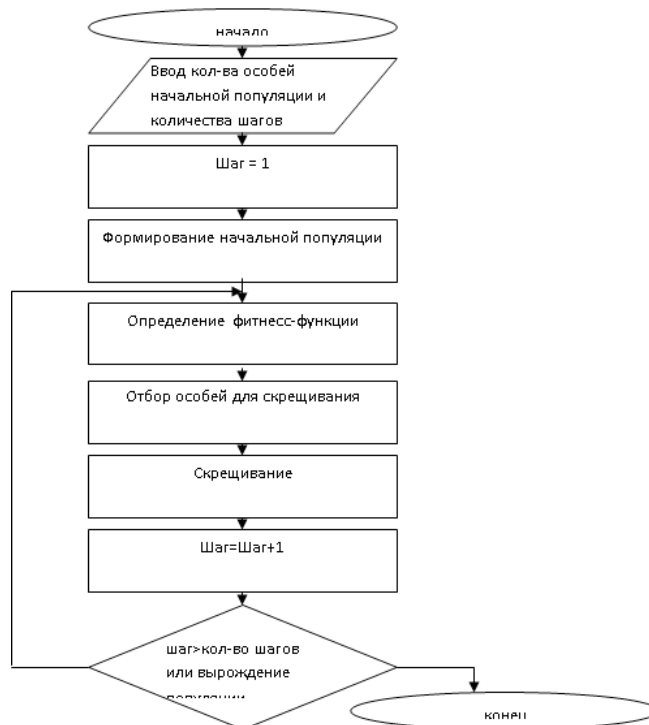 начало
Ввод кол-ва особей
начальной популяции и
количества шагов
Шаг = 1
Формирование начальной популяции
Определение фитнесс-функции
Отбор особей для скрещивания
Скрещивание
Шаг=Шаг+1
шаг>кол-во шагов
или вырождение
популяции
конец